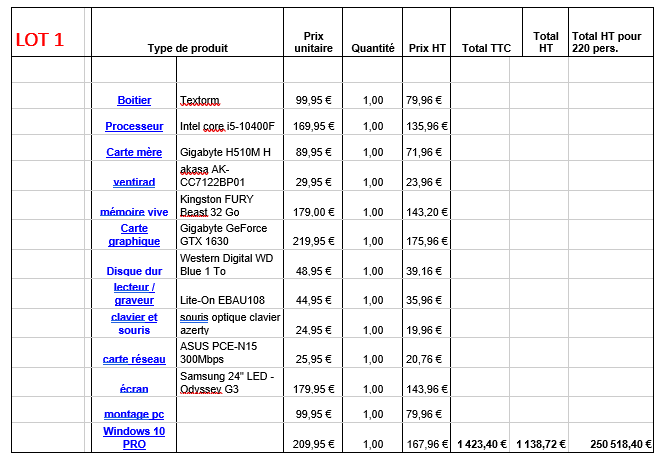 LOT 1 Type de produit Prix unitaire Quantité Prix HT Total TTC Total HT Total HT pour 220 pers.
Boitier Textorm 99,95 € 1,00 79,96 €
Processeur Intel core i5-10400F 169,95 € 1,00 135,96 €
Carte mère Gigabyte H510M H 89,95 € 1,00 71,96 €
ventirad akasa AK-CC7122BP01 29,95 € 1,00 23,96 €
mémoire vive Kingston FURY Beast 32 Go 179,00 € 1,00 143,20 €
Carte graphique Gigabyte GeForce GTX 1630 219,95 € 1,00 175,96 €
Disque dur Western Digital WD Blue 1 To 48,95 € 1,00 39,16 €
lecteur / graveur Lite-On EBAU108 44,95 € 1,00 35,96 €
clavier et souris souris optique clavier azerty 24,95 € 1,00 19,96 €
carte réseau ASUS PCE-N15 300Mbps 25,95 € 1,00 20,76 €
écran Samsung 24" LED - Odyssey G3 179,95 € 1,00 143,96 €
montage pc 99,95 € 1,00 79,96 €
Windows 10 PRO 209,95 € 1,00 167,96 € 1 423,40 € 1 138,72 € 250 518,40 €